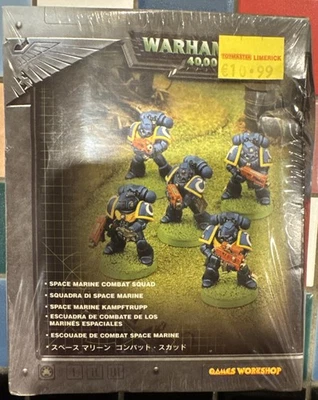 WARHAM
40,00
GAMEMASTER LIMERICK
€10.99
• SPACE MARINE COMBAT SQUAD
• SQUADRA DI SPACE MARINE
• SPACE MARINE KAMPFTRUPP
• ESCUADRA DE COMBATE DE LOS
MARINES ESPACIALES
• ESCOUADE DE COMBAT SPACE MARINE
• スペース マリーン コンバット・スカッド
GAMES WORKSHOP